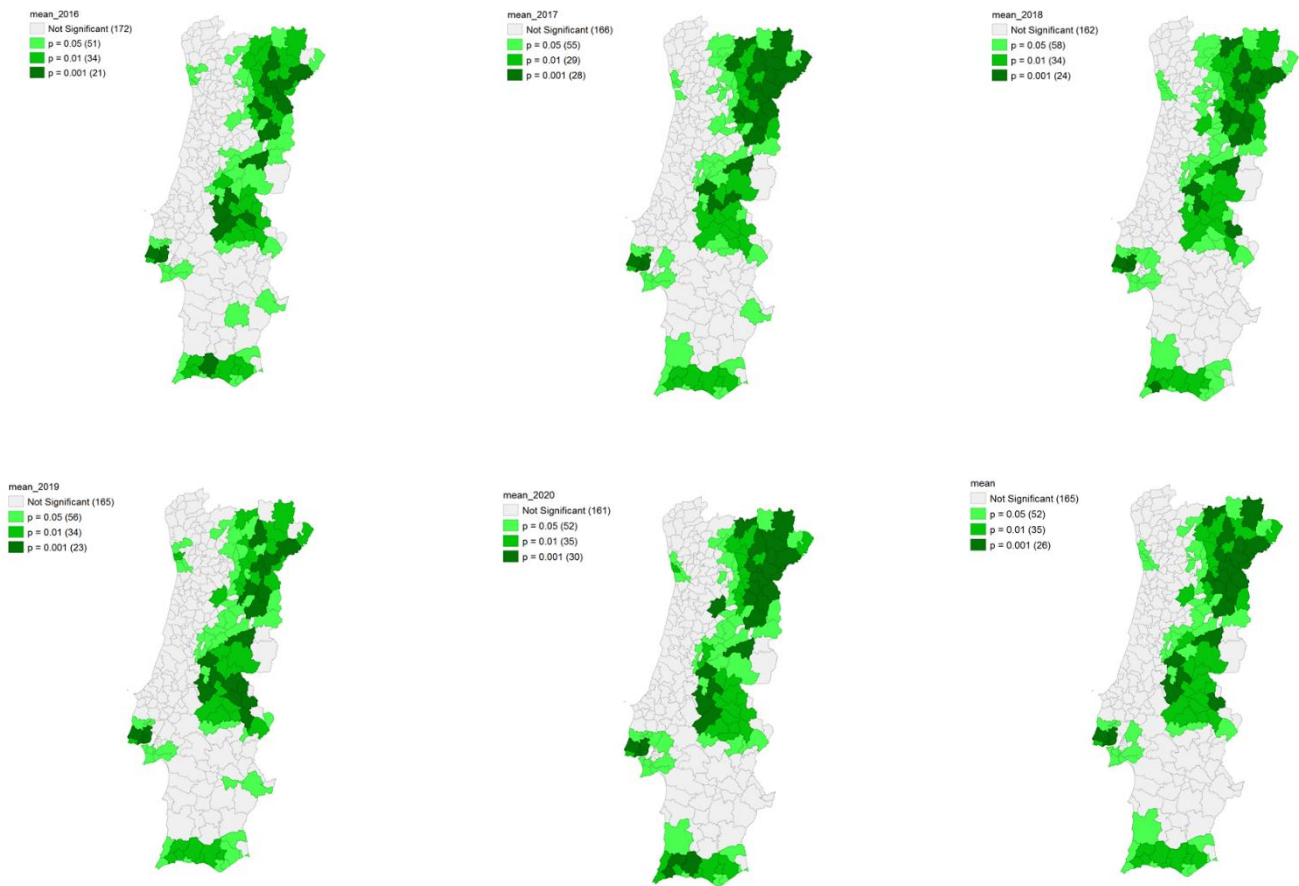 mean_2016
Not Significant (172)
p = 0.05 (51)
p = 0.01 (34)
p = 0.001 (21)
mean_2017
Not Significant (166)
p = 0.05 (55)
p = 0.01 (29)
p = 0.001 (28)
mean_2018
Not Significant (162)
p = 0.05 (58)
p = 0.01 (34)
p = 0.001 (24)
mean_2019
Not Significant (165)
p = 0.05 (56)
p = 0.01 (34)
p = 0.001 (23)
mean_2020
Not Significant (161)
p = 0.05 (52)
p = 0.01 (35)
p = 0.001 (30)
mean
Not Significant (165)
p = 0.05 (52)
p = 0.01 (35)
p = 0.001 (26)